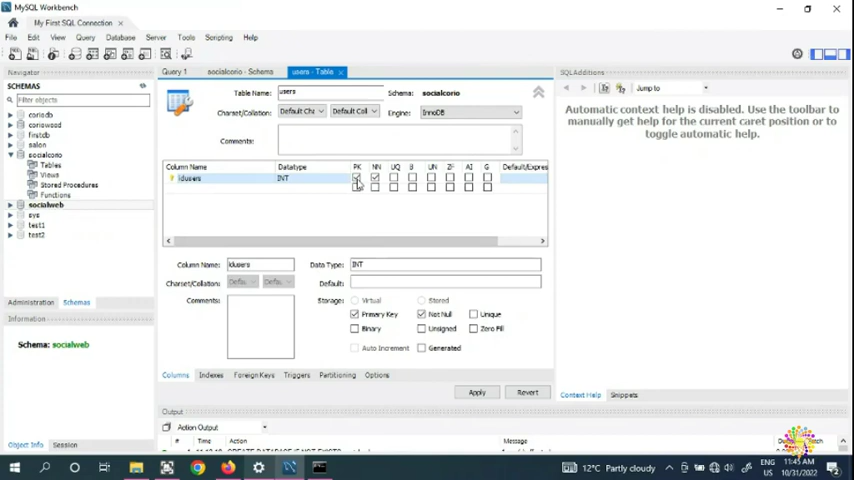 MySQL Workbench
My First SQL Connection
File Edit View Query Database Server Tools Scripting Help
Navigator
SCHEMAS
Filter objects
coriodb
coriowood
firstdb
salon
socialcorio
Tables
Views
Stored Procedures
Functions
socialweb
sys
test1
test2
Administration Schemas
Information
Schema: socialweb
Object Info Session
Query 1 socialcorio - Schema users - Table
Table Name: users Schema: socialcorio
Charset/Collation: Default Cha Default Coll Engine: InnoDB
Comments:
Column Name Datatype PK NN UQ B UN ZF AI G Default/Expres
idusers INT
Column Name: idusers Data Type: INT
Charset/Collation: Defau Defau Default:
Comments: Storage: Virtual Stored
Primary Key Not Null Unique
Binary Unsigned Zero Fill
Auto Increment Generated
Columns Indexes Foreign Keys Triggers Partitioning Options
Apply Revert
Output
Action Output
# Time Action Message
SQLAdditions
Jump to
Automatic context help is disabled. Use the toolbar to
manually get help for the current caret position or to
toggle automatic help.
Context Help Snippets
12°C Partly cloudy
ENG
US
11:45 AM
10/31/2022
2